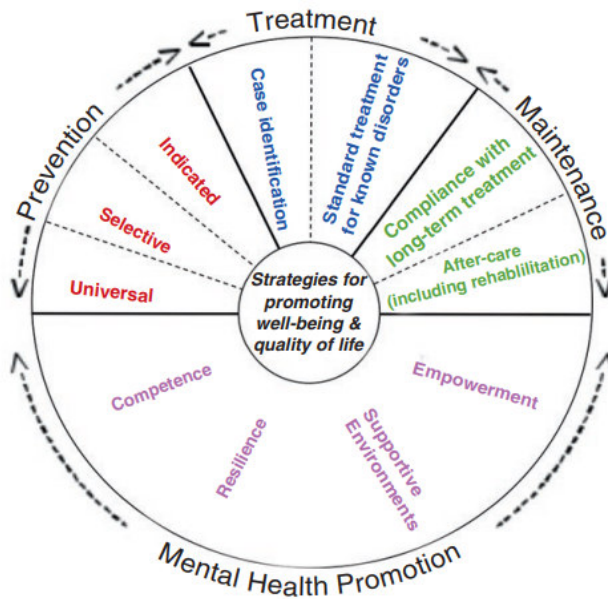 Treatment
Prevention
Maintenance
Universal
Selective
Indicated
Case identification
Standard treatment
for known disorders
Compliance with
long-term treatment
After-care
(including rehablilitation)
Strategies for
promoting
well-being &
quality of life
Competence
Resilience
Supportive
Environments
Empowerment
Mental Health Promotion